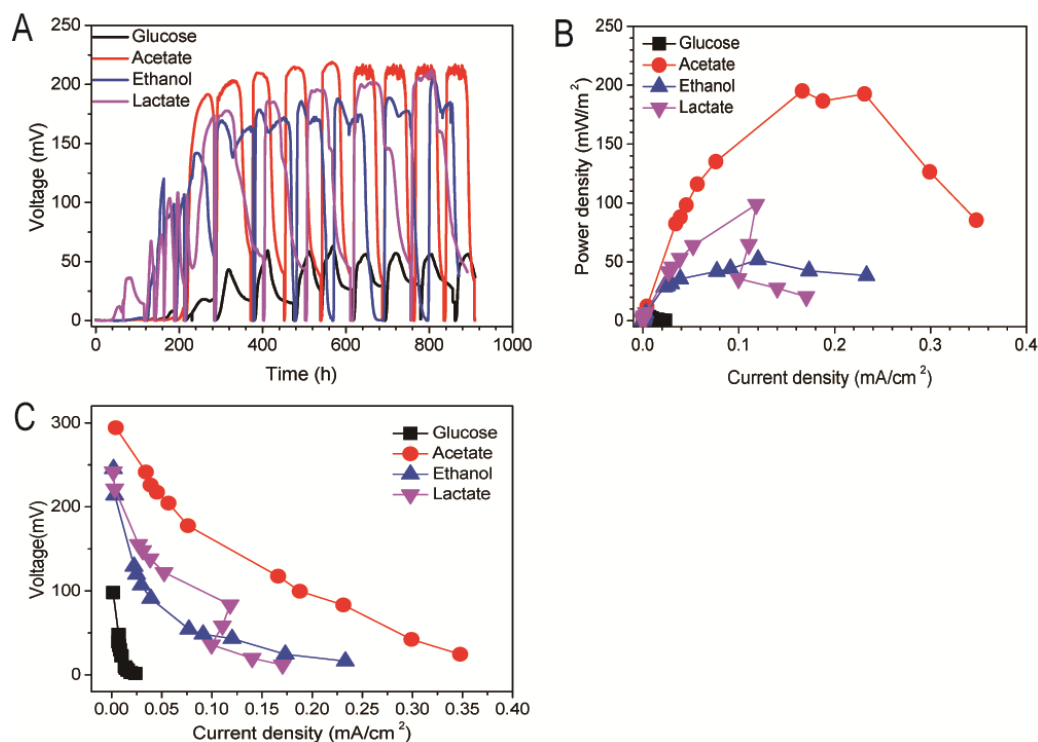 A
250
200
150
100
50
0
Voltage (mV)
Glucose
Acetate
Ethanol
Lactate
0 200 400 600 800 1000
Time (h)
B
250
200
150
100
50
0
Power density (mW/m²)
Glucose
Acetate
Ethanol
Lactate
0.0 0.1 0.2 0.3 0.4
Current density (mA/cm²)
C
300
200
100
0
Voltage(mV)
Glucose
Acetate
Ethanol
Lactate
0.00 0.05 0.10 0.15 0.20 0.25 0.30 0.35 0.40
Current density (mA/cm²)